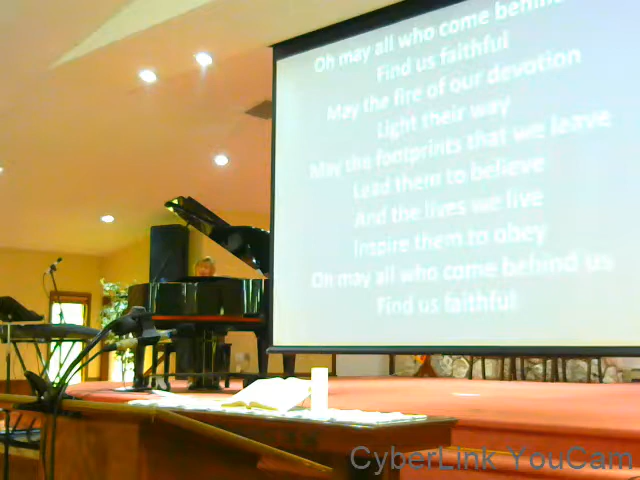 Oh may all who come behind
Find us faithful
May the fire of our devotion
Light their way
May the footprints that we leave
Lead them to believe
And the lives we live
Inspire them to obey
Oh may all who come behind us
Find us faithful
CyberLink YouCam